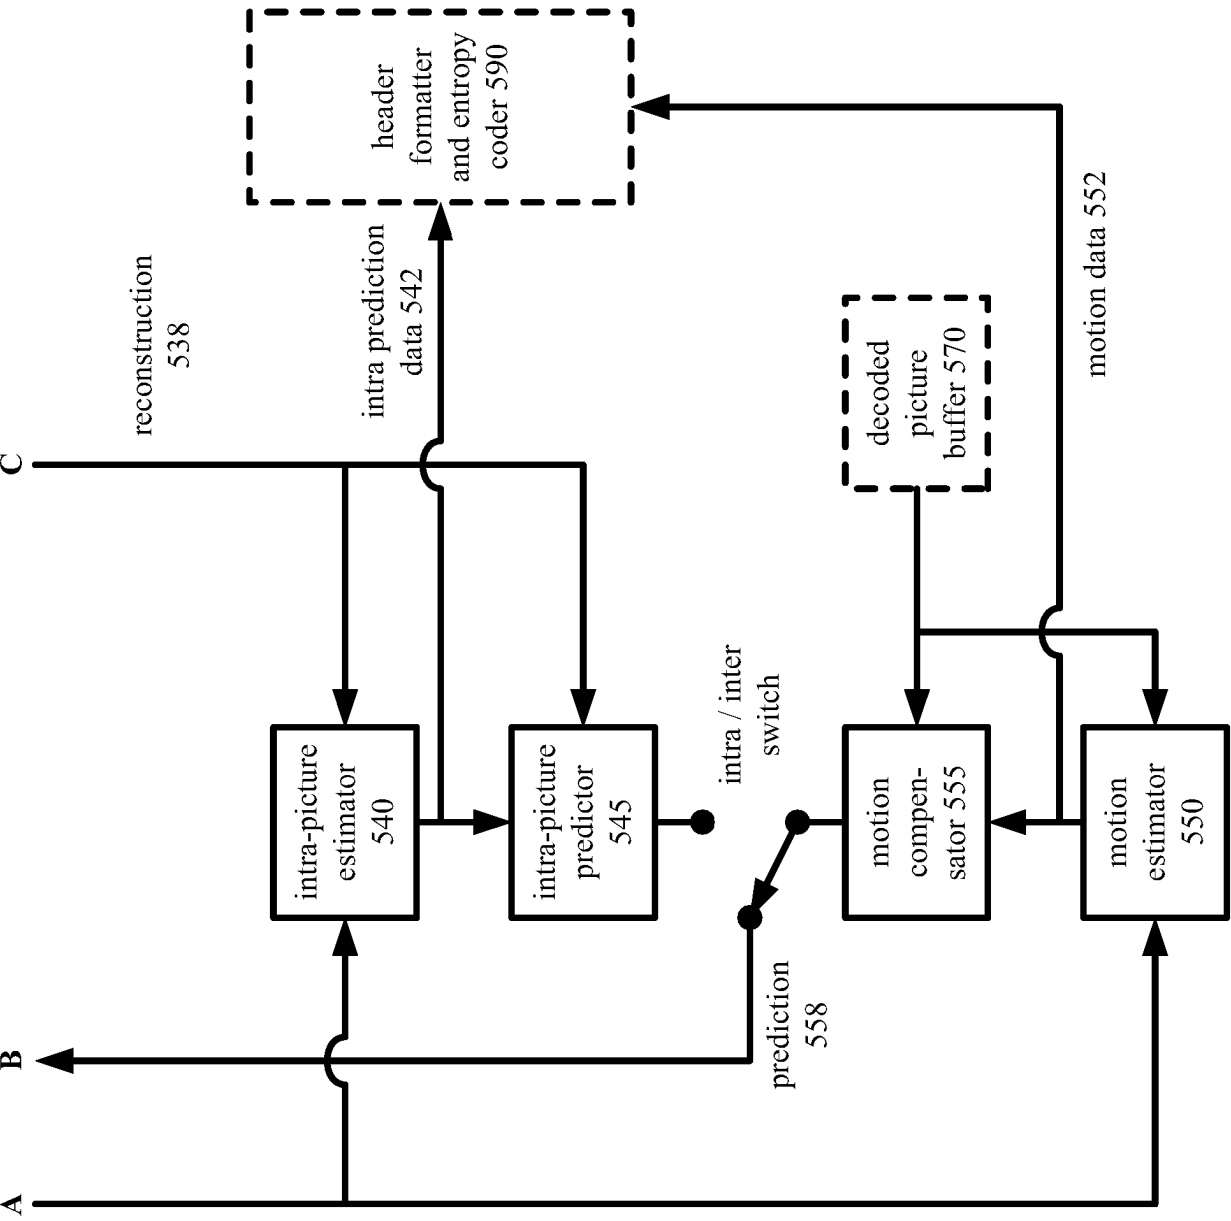 A
B
C
reconstruction
538
intra-picture
estimator
540
intra prediction
data 542
header
formatter
and entropy
coder 590
intra-picture
predictor
545
intra / inter
switch
prediction
558
motion
compen-
sator 555
decoded
picture
buffer 570
motion
estimator
550
motion data 552